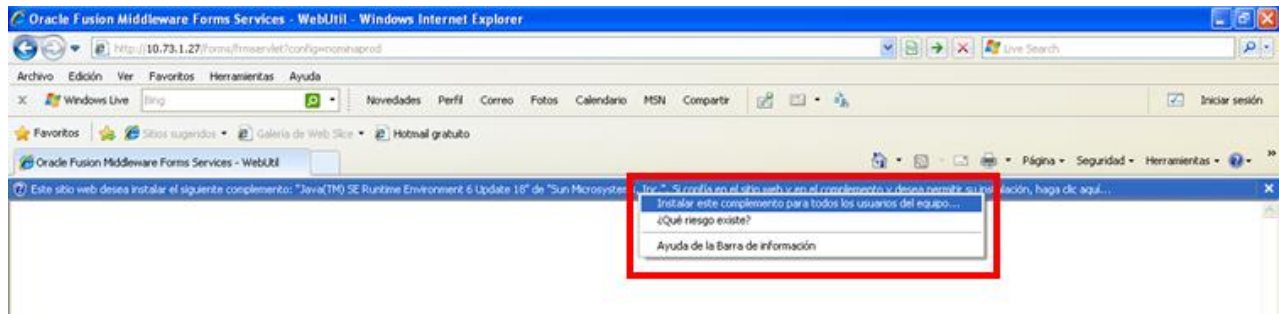 Oracle Fusion Middleware Forms Services - WebUtil - Windows Internet Explorer
http://10.73.1.27/forms/frmservlet?config=nominaprod
Live Search
Archivo Edición Ver Favoritos Herramientas Ayuda
X Windows Live Bing Novedades Perfil Correo Fotos Calendario MSN Compartir Iniciar sesión
Favoritos Sitios sugeridos Galería de Web Slice Hotmail gratuito
Oracle Fusion Middleware Forms Services - WebUtil Página Seguridad Herramientas »
Este sitio web desea instalar el siguiente complemento: "Java(TM) SE Runtime Environment 6 Update 18" de "Sun Microsystems, Inc.". Si confía en el sitio web y en el complemento y desea permitir su instalación, haga clic aquí...
Instalar este complemento para todos los usuarios del equipo....
¿Qué riesgo existe?
Ayuda de la Barra de información